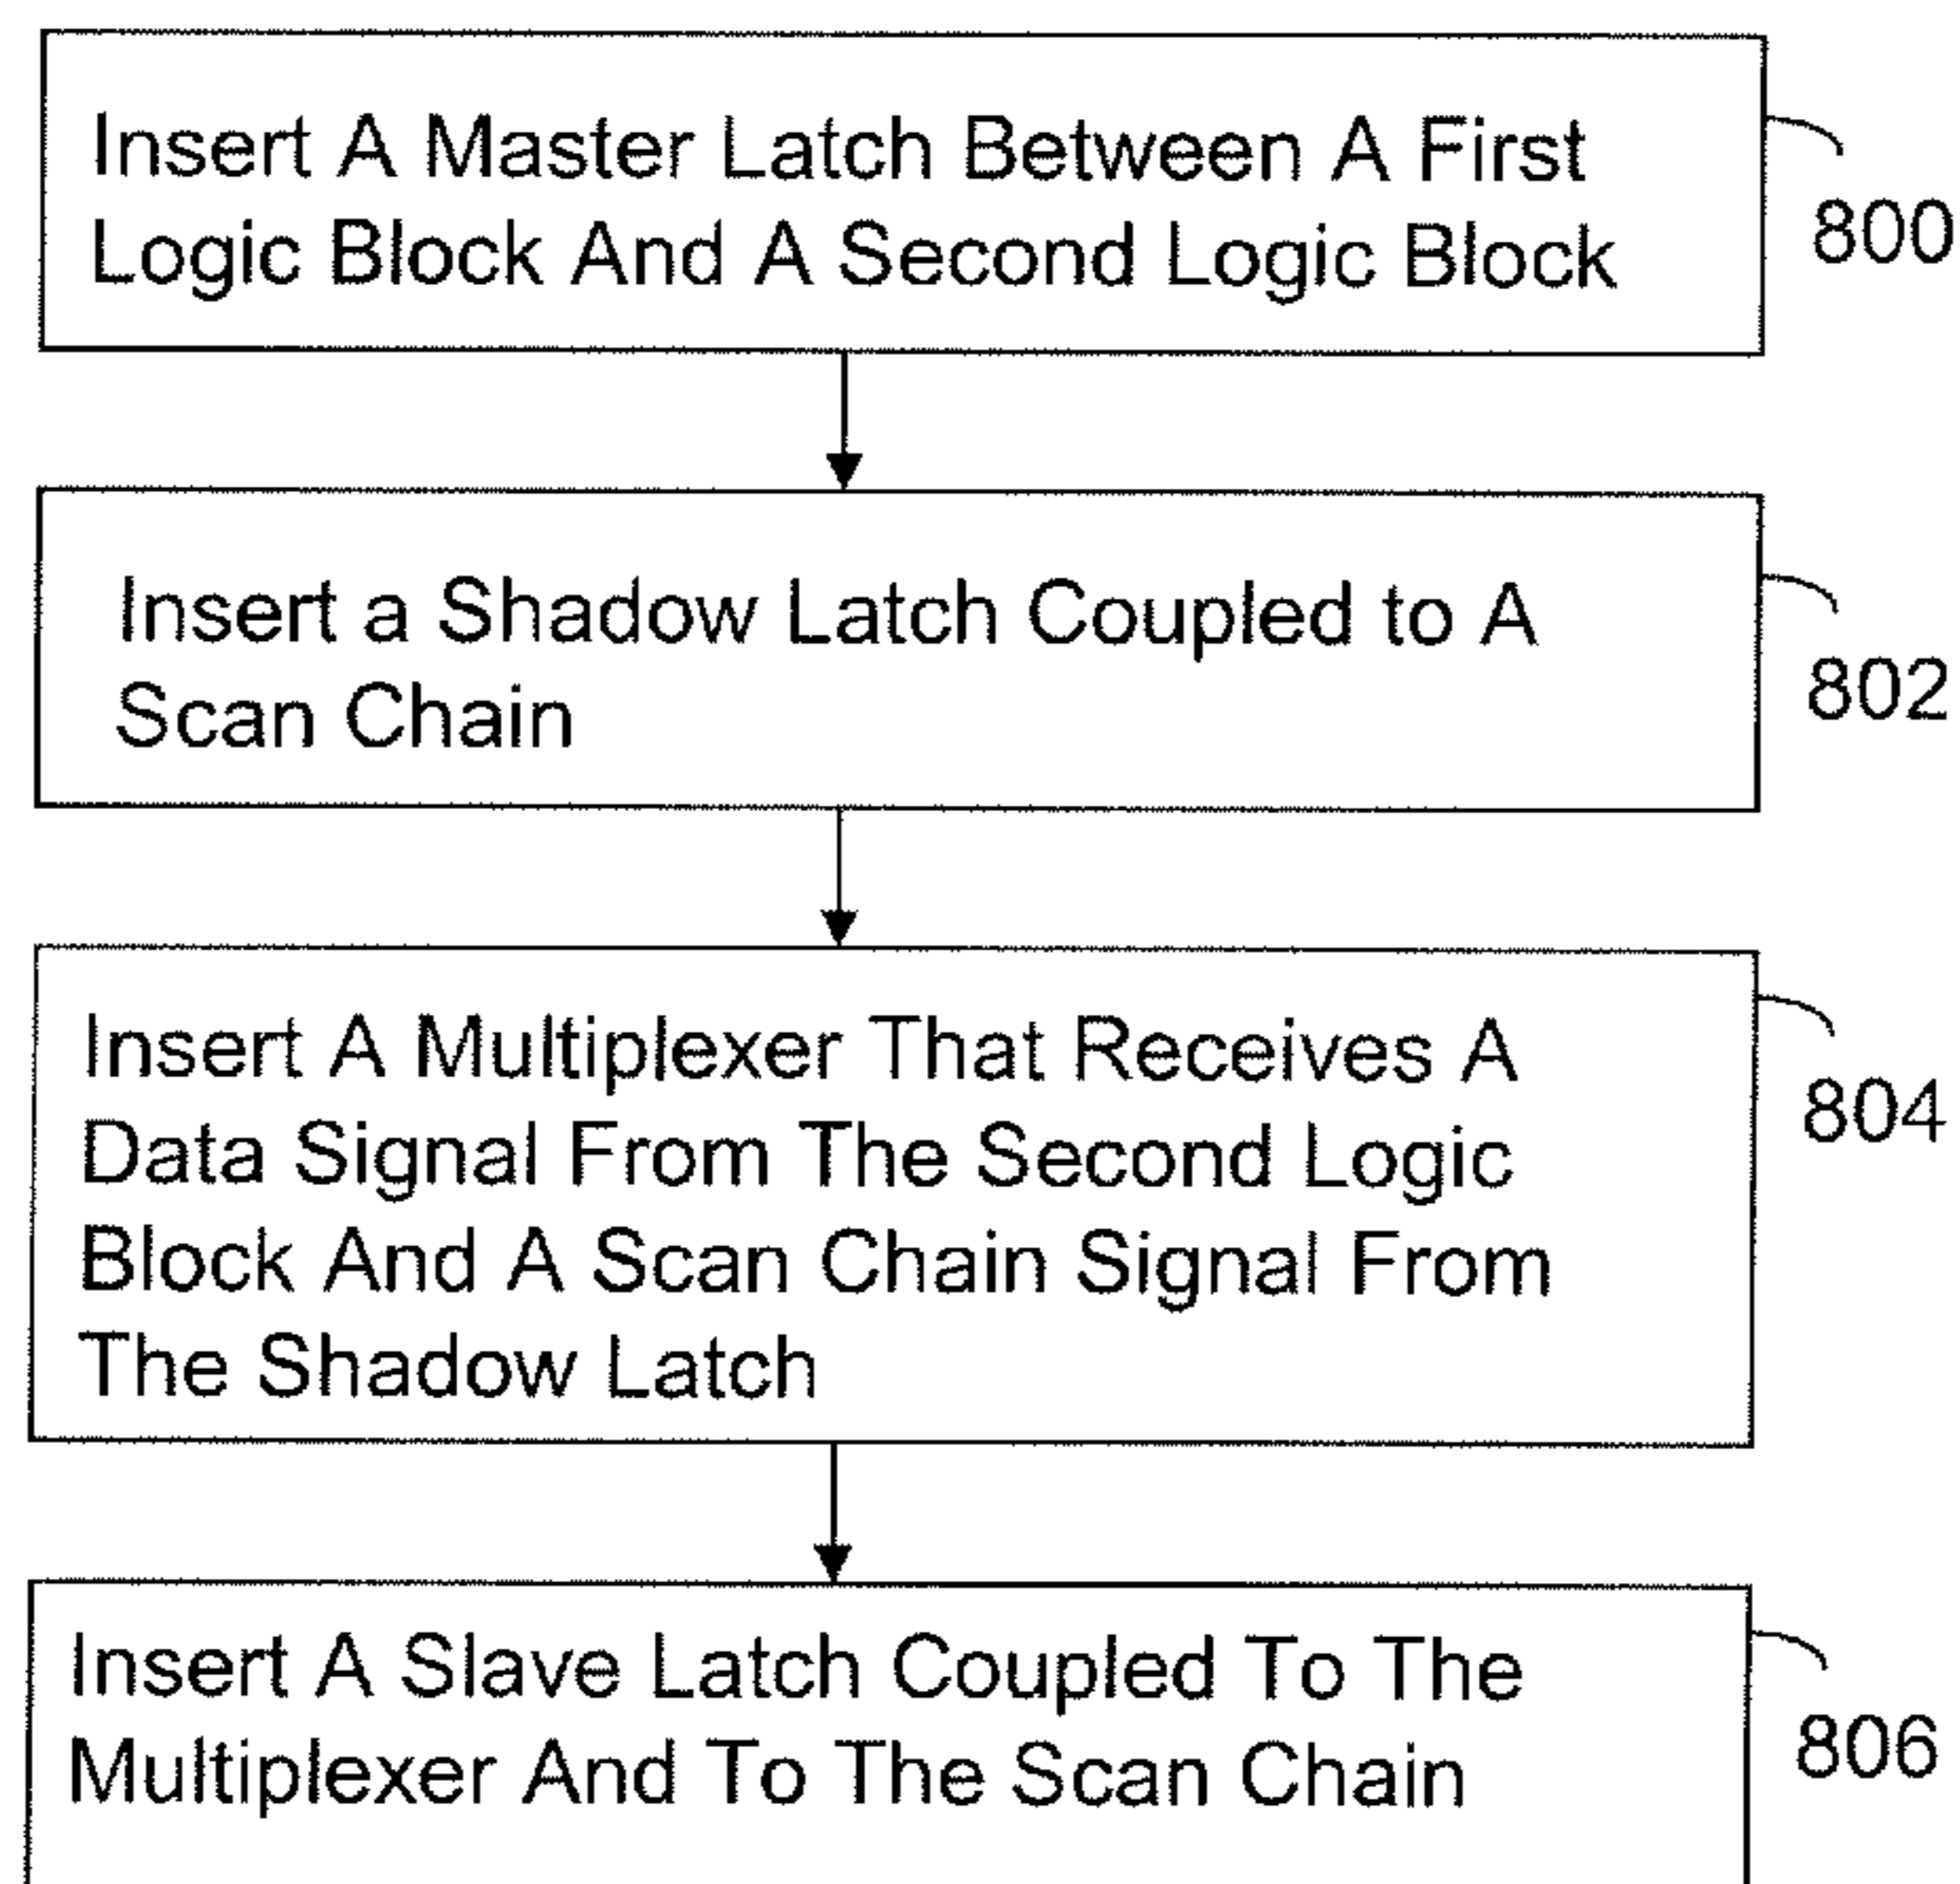 Insert A Master Latch Between A First
Logic Block And A Second Logic Block
800
Insert a Shadow Latch Coupled to A
Scan Chain
802
Insert A Multiplexer That Receives A
Data Signal From The Second Logic
Block And A Scan Chain Signal From
The Shadow Latch
804
Insert A Slave Latch Coupled To The
Multiplexer And To The Scan Chain
806